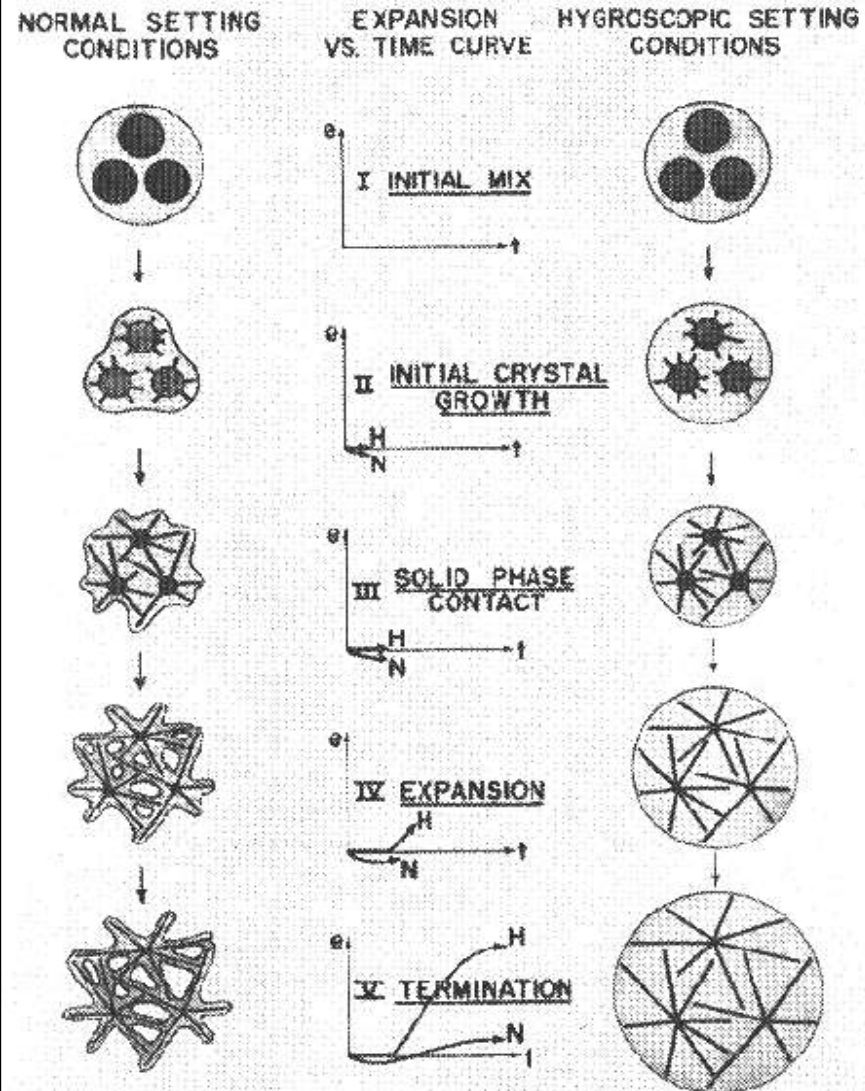 NORMAL SETTING
CONDITIONS
EXPANSION
VS. TIME CURVE
HYGROSCOPIC SETTING
CONDITIONS
e
I INITIAL MIX
t
e
II INITIAL CRYSTAL
GROWTH
H
N
t
e
III SOLID PHASE
CONTACT
H
N
t
e
IV EXPANSION
H
N
t
e
H
V TERMINATION
N
t